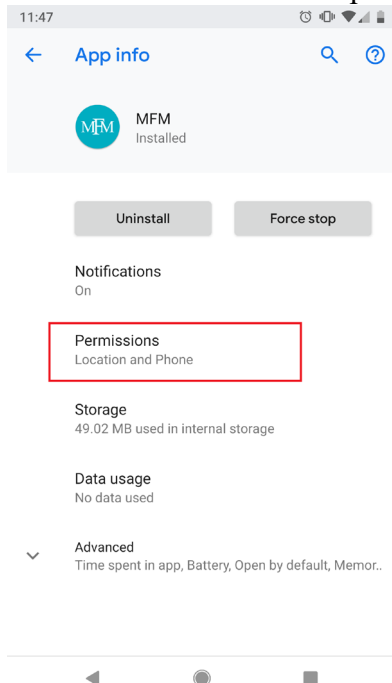 11:47
App info
MFM
MFM
Installed
Uninstall Force stop
Notifications
On
Permissions
Location and Phone
Storage
49.02 MB used in internal storage
Data usage
No data used
Advanced
Time spent in app, Battery, Open by default, Memor..